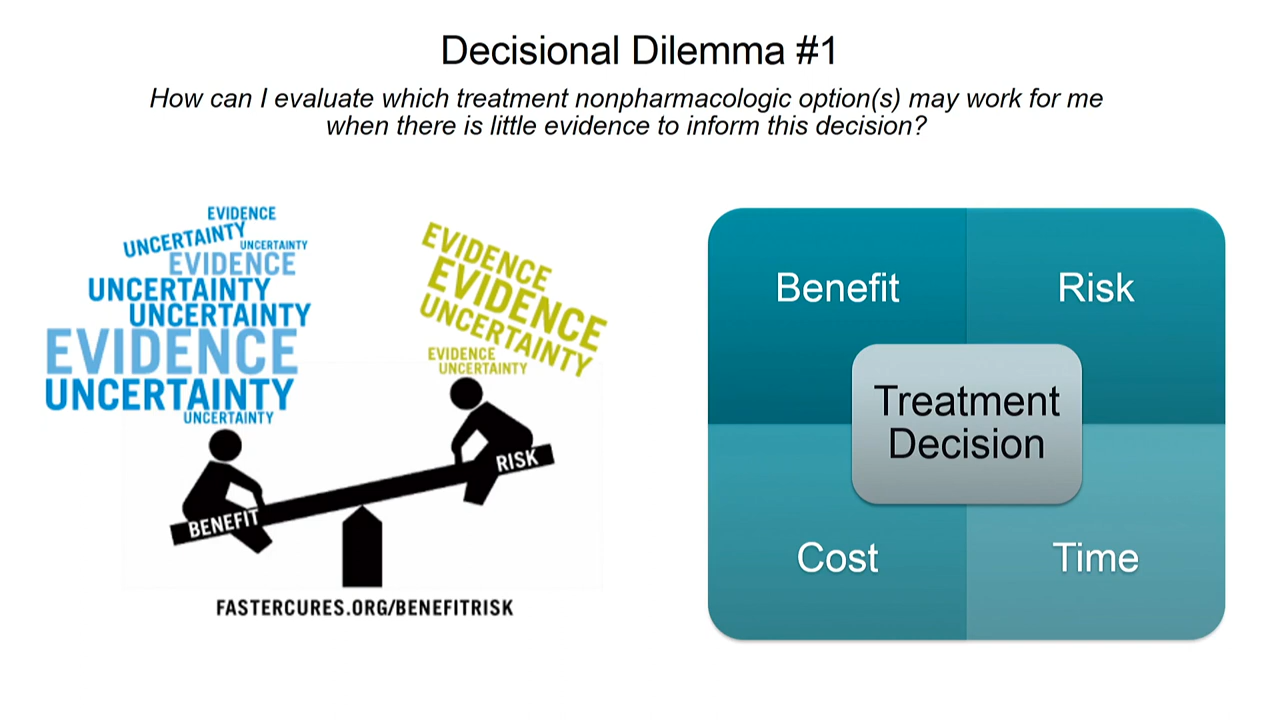 Decisional Dilemma #1
How can I evaluate which treatment nonpharmacologic option(s) may work for me
when there is little evidence to inform this decision?
EVIDENCE
UNCERTAINTY
UNCERTAINTY
EVIDENCE
UNCERTAINTY
UNCERTAINTY
EVIDENCE
UNCERTAINTY
UNCERTAINTY
BENEFIT
EVIDENCE
EVIDENCE
UNCERTAINTY
EVIDENCE
UNCERTAINTY
RISK
FASTERCURES.ORG/BENEFITRISK
Benefit
Risk
Treatment
Decision
Cost
Time